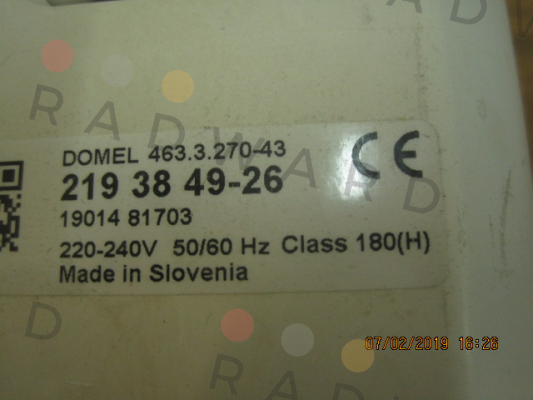 RADWARD
DOMEL 463.3.270-43
CE
219 38 49-26
19014 81703
220-240V 50/60 Hz Class 180(H)
Made in Slovenia
07/02/2019 16:26